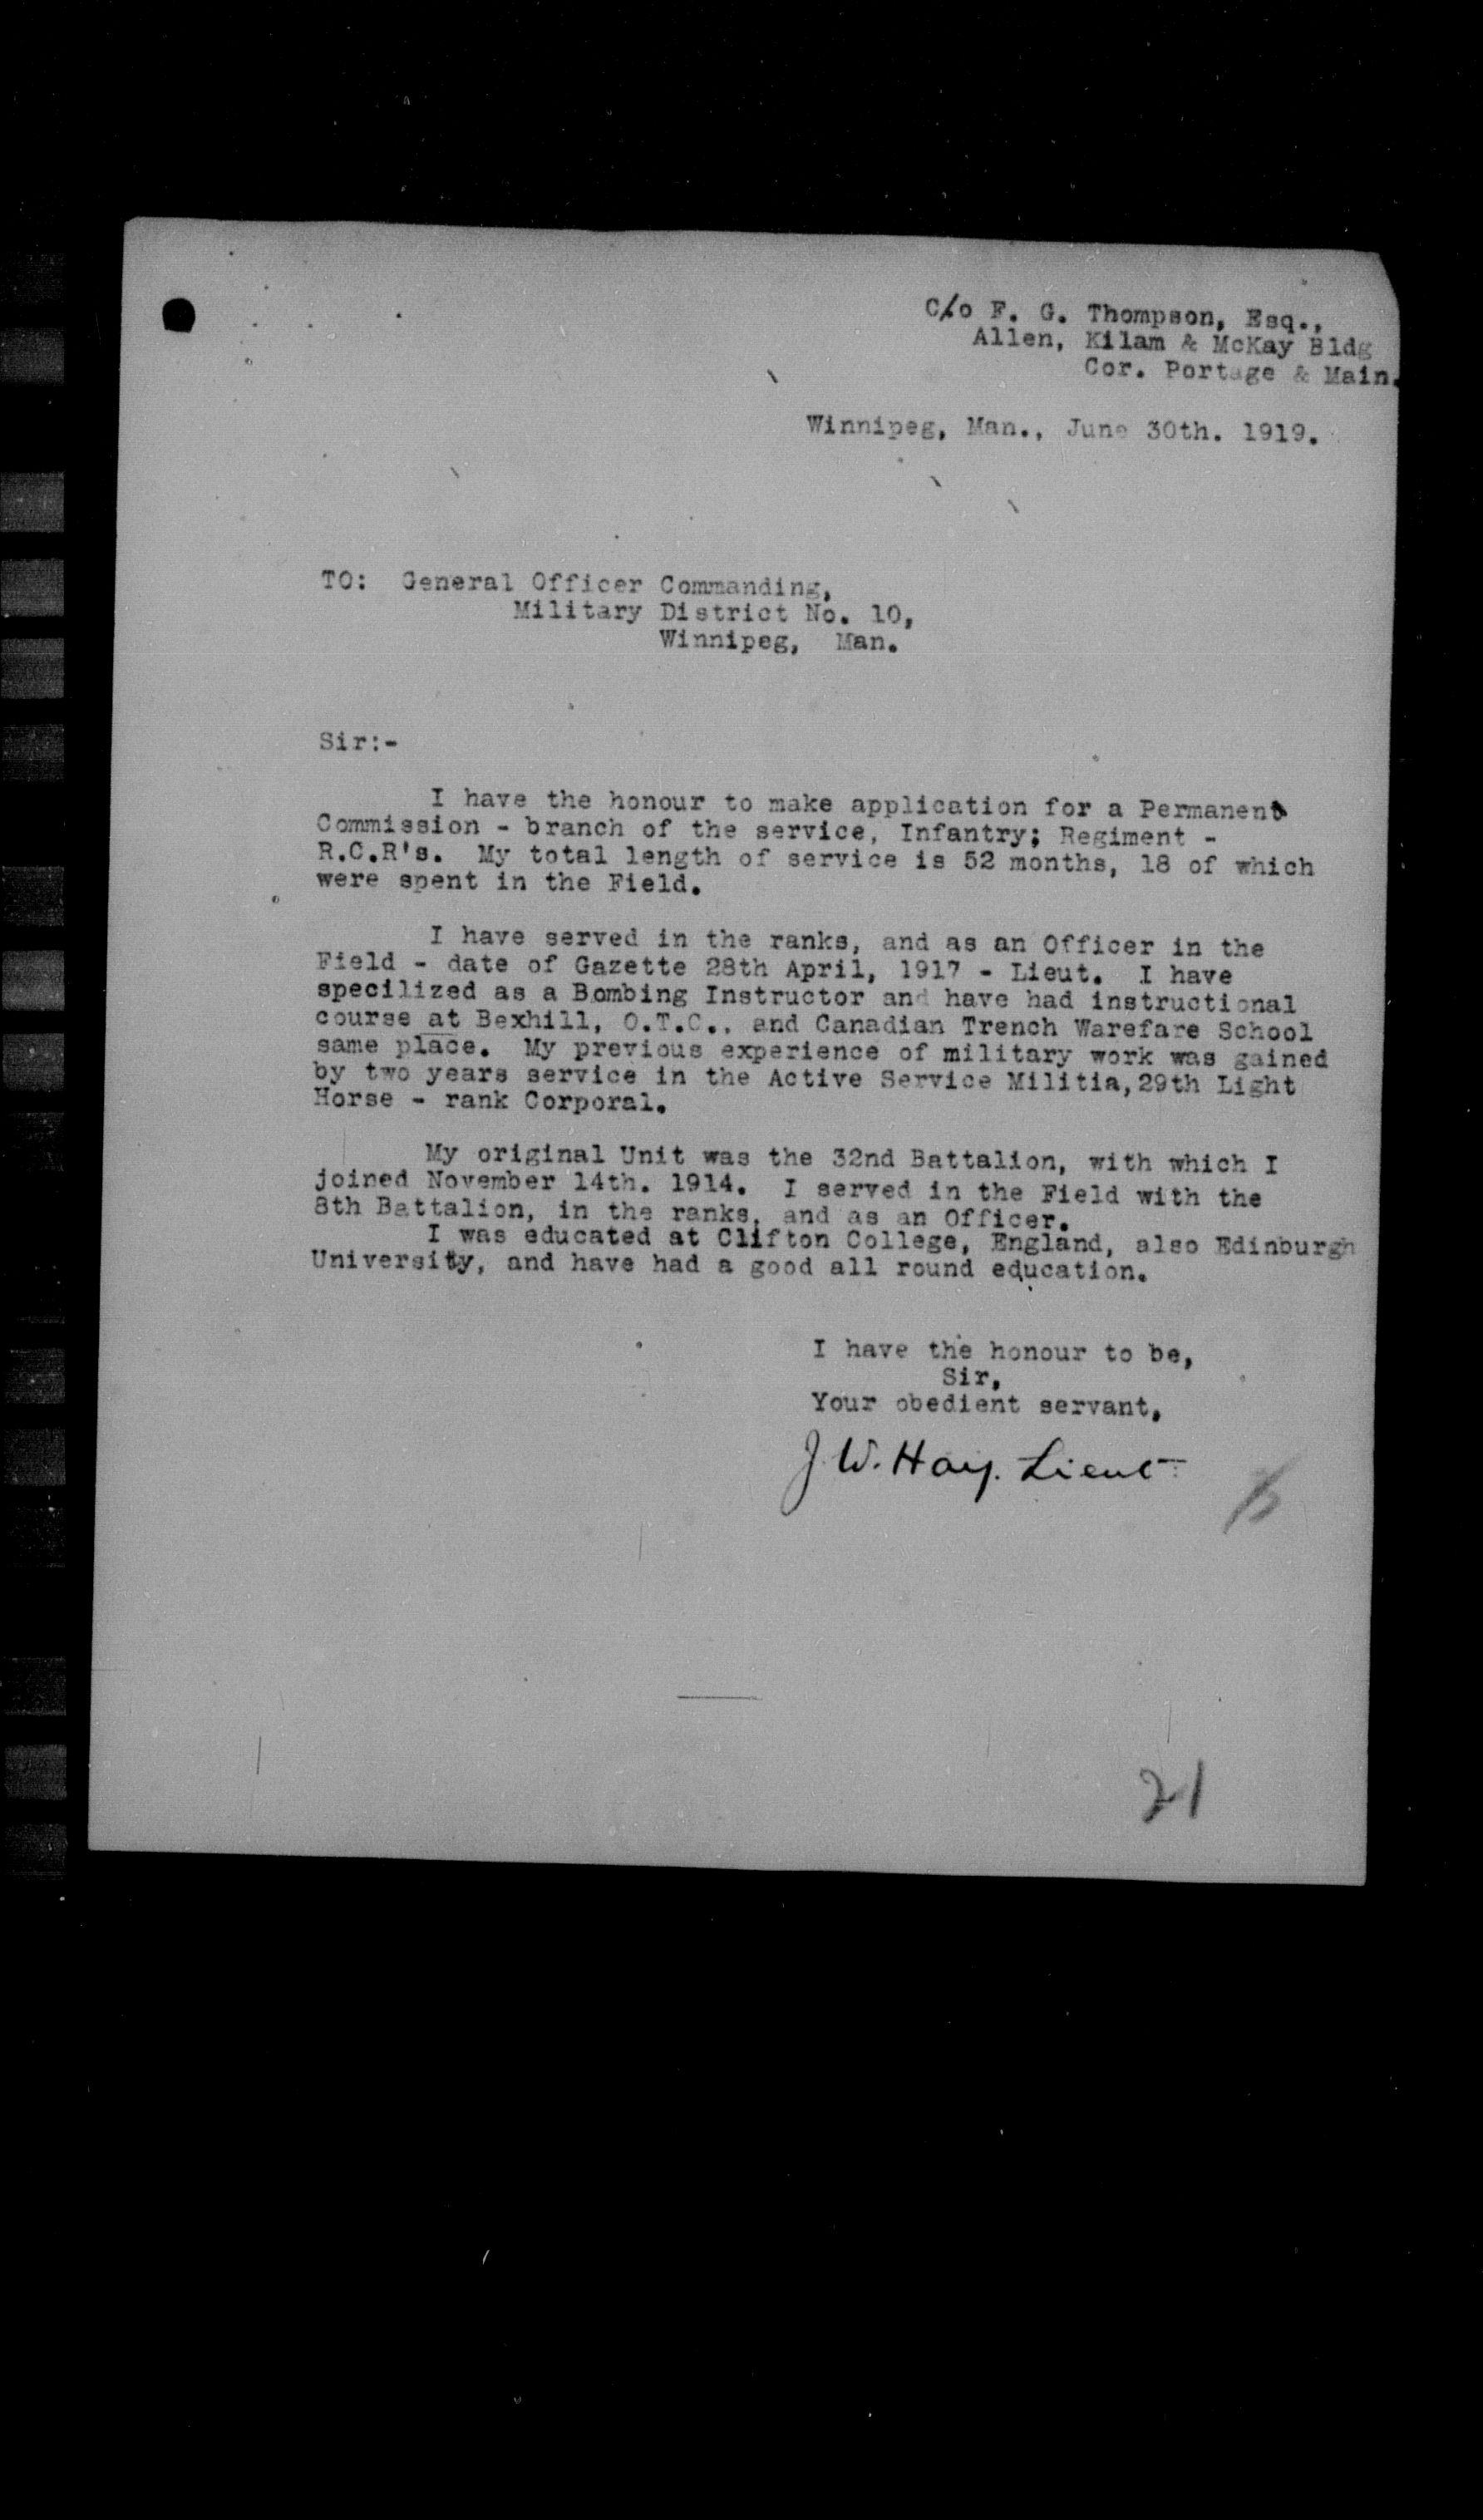 C/o F. G. Thompson, Esq.,
Allen, Kilam & McKay Bldg
Cor. Portage & Main.
Winnipeg, Man., June 30th. 1919.
TO: General Officer Commanding,
Military District No. 10,
Winnipeg, Man.
Sir:-
I have the honour to make application for a Permanent
Commission - branch of the service, Infantry; Regiment -
R.C.R's. My total length of service is 52 months, 18 of which
were spent in the Field.
I have served in the ranks, and as an Officer in the
Field - date of Gazette 28th April, 1917 - Lieut. I have
specilized as a Bombing Instructor and have had instructional
course at Bexhill, O.T.C., and Canadian Trench Warefare School
same place. My previous experience of military work was gained
by two years service in the Active Service Militia,29th Light
Horse - rank Corporal.
My original Unit was the 32nd Battalion, with which I
joined November 14th. 1914. I served in the Field with the
8th Battalion, in the ranks, and as an Officer.
I was educated at Clifton College, England, also Edinburgh
University, and have had a good all round education.
I have the honour to be,
Sir,
Your obedient servant,
J.W. Hay. Lieut
21